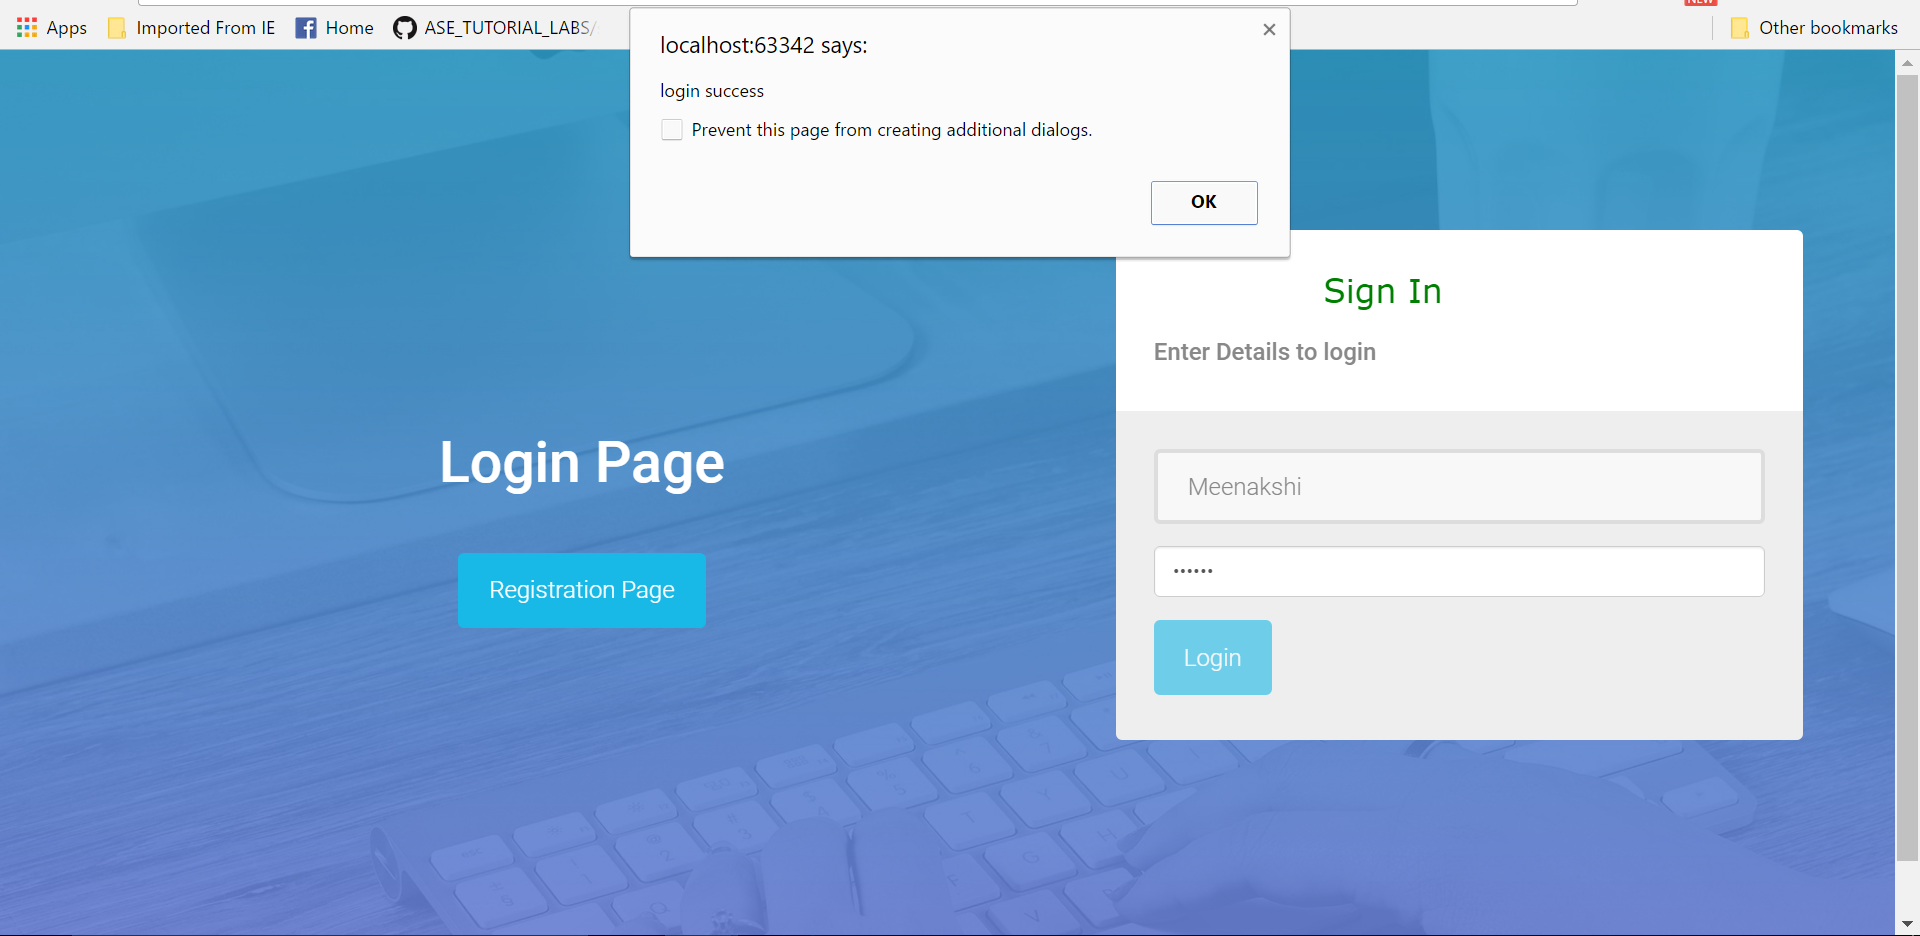 NEW
Apps
Imported From IE
Home
ASE_TUTORIAL_LABS/
Other bookmarks
localhost:63342 says:
login success
Prevent this page from creating additional dialogs.
OK
Sign In
Enter Details to login
Login Page
Registration Page
Meenakshi
••••••
Login